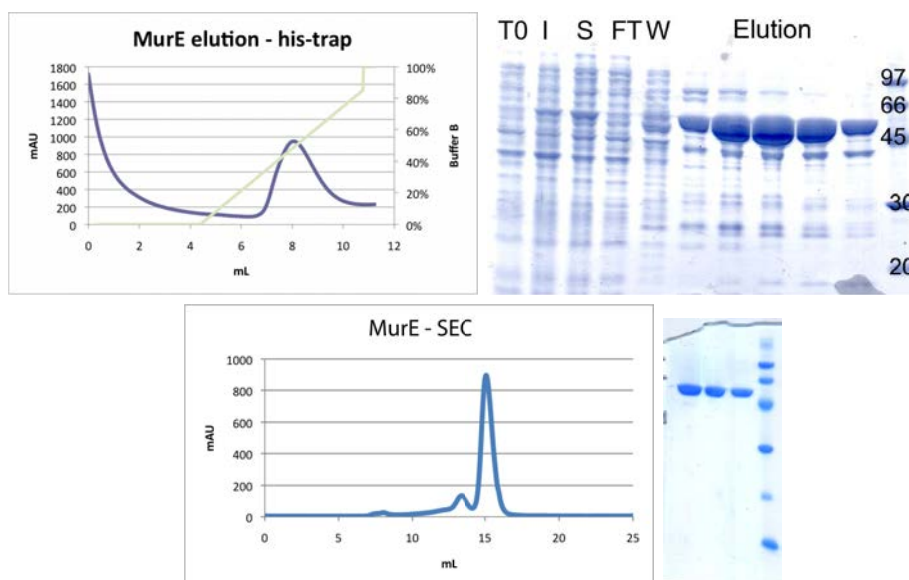 MurE elution - his-trap
1800
1600
1400
1200
1000
800
600
400
200
0
mAU
100%
80%
60%
40%
20%
0%
Buffer B
0 2 4 6 8 10 12
mL
T0 I S FT W Elution
97
66
45
30
20
MurE - SEC
1000
800
600
400
200
0
mAU
0 5 10 15 20 25
mL